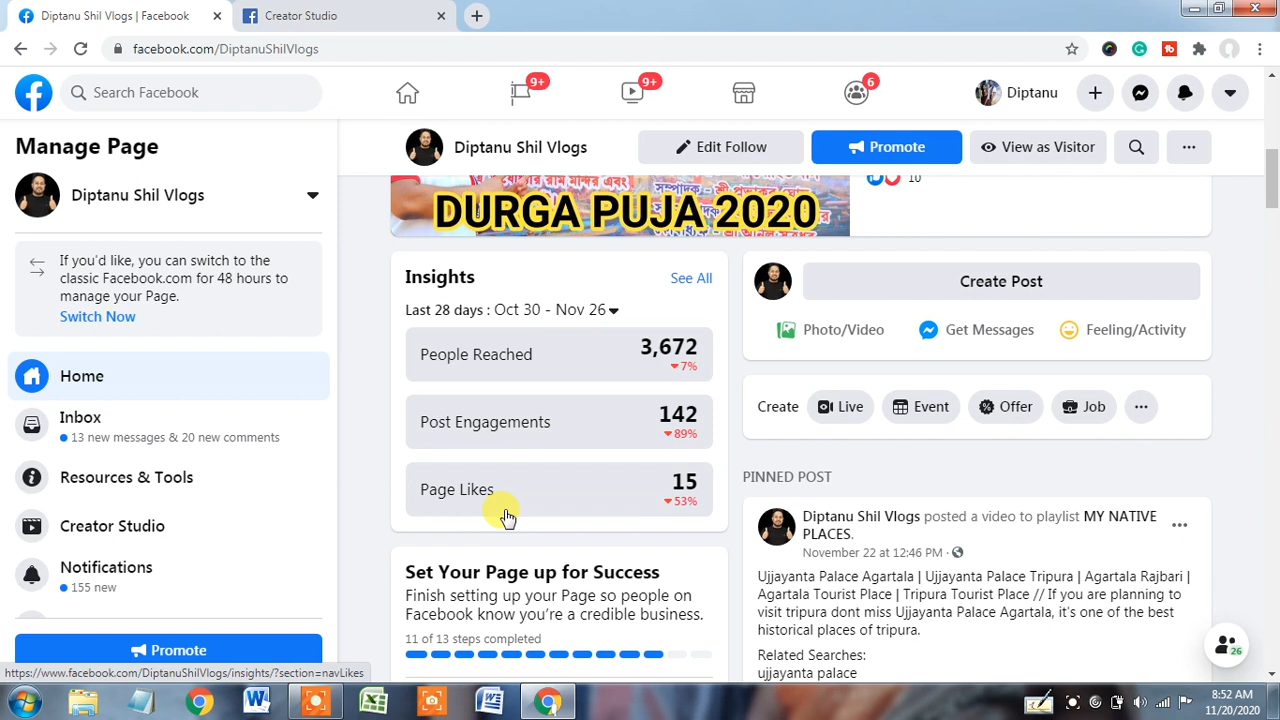 Diptanu Shil Vlogs | Facebook
Creator Studio
facebook.com/DiptanuShilVlogs
Search Facebook
9+
9+
6
Diptanu
Manage Page
Diptanu Shil Vlogs
Edit Follow
Promote
View as Visitor
Diptanu Shil Vlogs
If you'd like, you can switch to the
classic Facebook.com for 48 hours to
manage your Page.
Switch Now
Home
Inbox
13 new messages & 20 new comments
Resources & Tools
Creator Studio
Notifications
155 new
Promote
DURGA PUJA 2020
10
Insights
See All
Last 28 days : Oct 30 - Nov 26
People Reached
3,672
7%
Post Engagements
142
89%
Page Likes
15
53%
Set Your Page up for Success
Finish setting up your Page so people on
Facebook know you're a credible business.
11 of 13 steps completed
Create Post
Photo/Video
Get Messages
Feeling/Activity
Create
Live
Event
Offer
Job
PINNED POST
Diptanu Shil Vlogs posted a video to playlist MY NATIVE
PLACES.
November 22 at 12:46 PM
Ujjayanta Palace Agartala | Ujjayanta Palace Tripura | Agartala Rajbari |
Agartala Tourist Place | Tripura Tourist Place // If you are planning to
visit tripura dont miss Ujjayanta Palace Agartala, it's one of the best
historical places of tripura.
Related Searches:
ujjayanta palace
26
https://www.facebook.com/DiptanuShilVlogs/insights/?section=navLikes
8:52 AM
11/20/2020